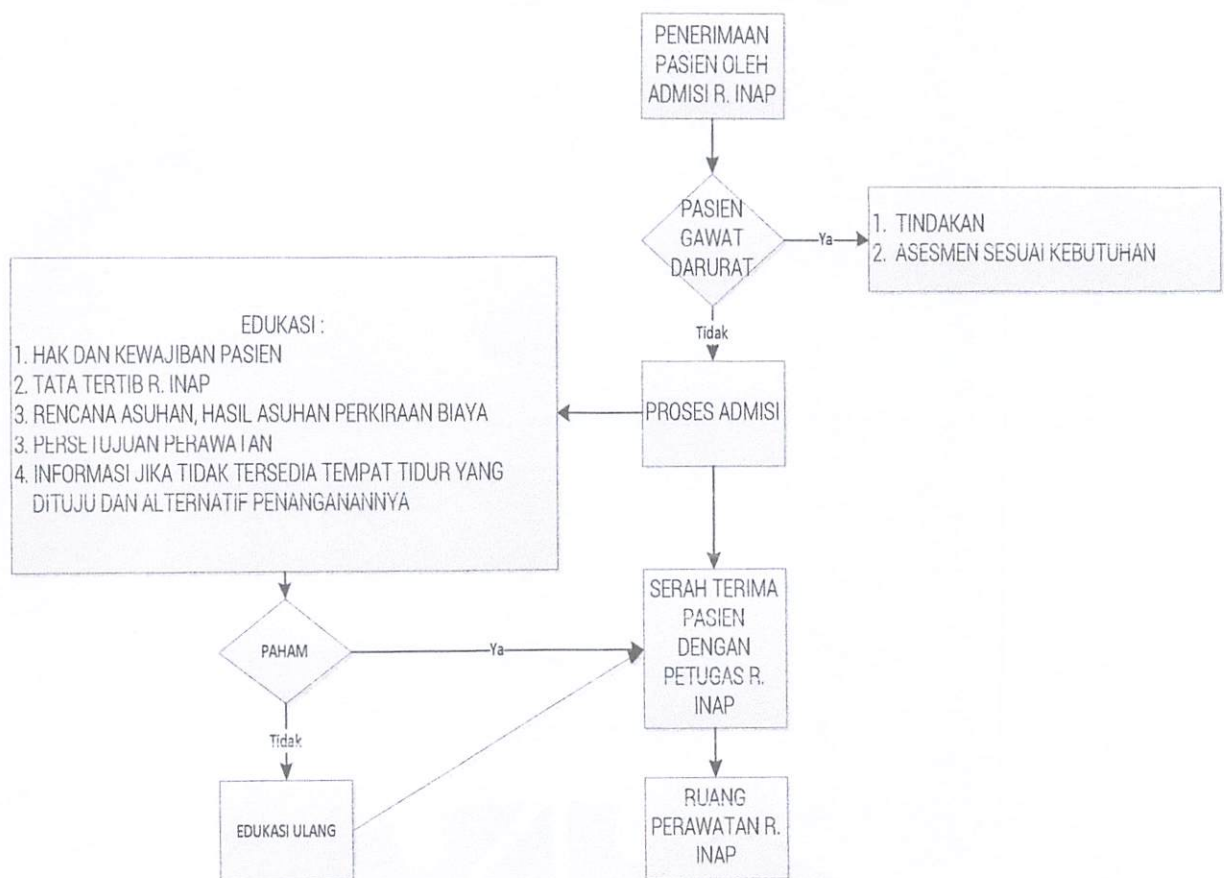 PENERIMAAN
PASIEN OLEH
ADMISI R. INAP
PASIEN
GAWAT
DARURAT
Ya
1. TINDAKAN
2. ASESMEN SESUAI KEBUTUHAN
Tidak
PROSES ADMISI
EDUKASI :
1. HAK DAN KEWAJIBAN PASIEN
2. TATA TERTIB R. INAP
3. RENCANA ASUHAN, HASIL ASUHAN PERKIRAAN BIAYA
3. PERSETUJUAN PERAWATAN
4. INFORMASI JIKA TIDAK TERSEDIA TEMPAT TIDUR YANG
DITUJU DAN ALTERNATIF PENANGANANNYA
PAHAM
Ya
Tidak
EDUKASI ULANG
SERAH TERIMA
PASIEN
DENGAN
PETUGAS R.
INAP
RUANG
PERAWATAN R.
INAP